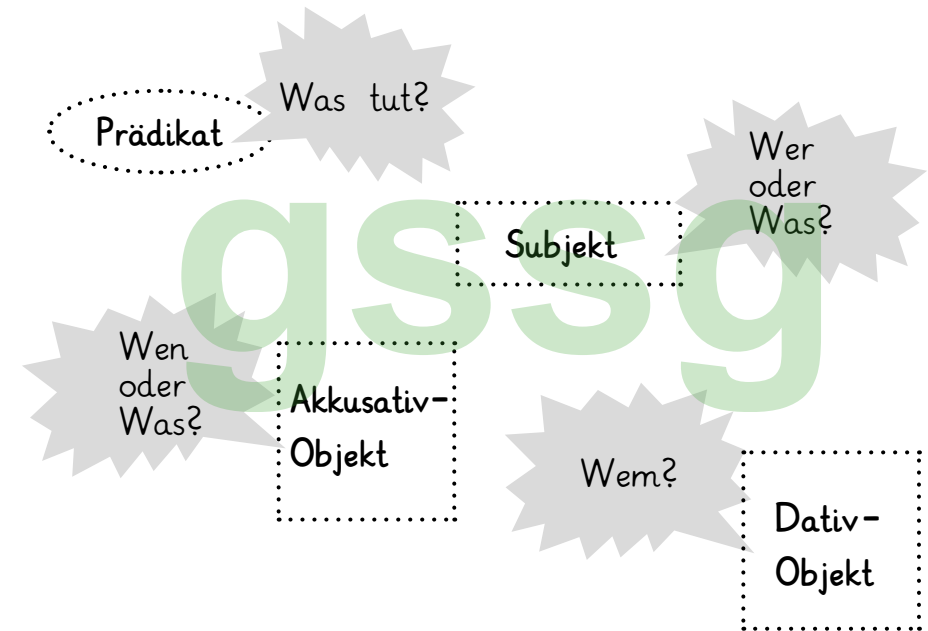 Was tut?
Prädikat
Wer
oder
Was?
Subjekt
gssg
Wen
oder
Was?
Akkusativ-
Objekt
Wem?
Dativ-
Objekt